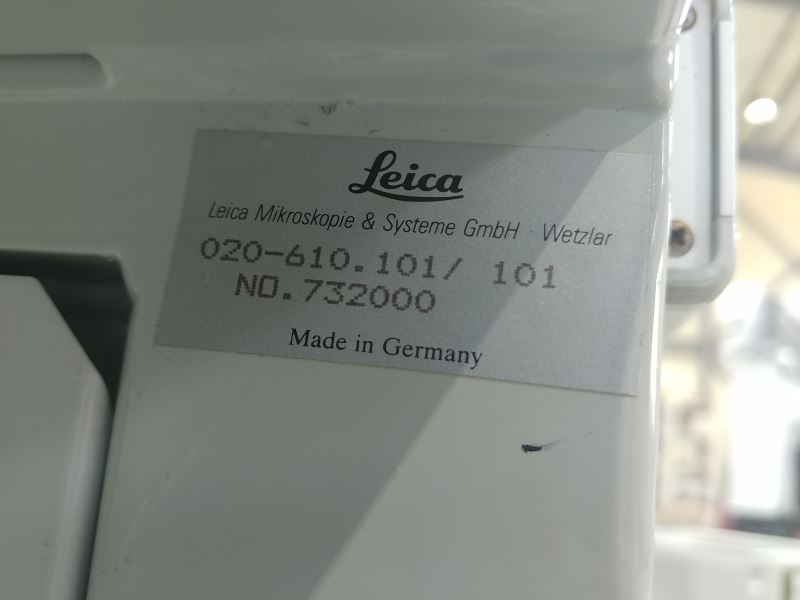 Leica
Leica Mikroskopie & Systeme GmbH · Wetzlar
020-610.101/ 101
NO.732000
Made in Germany